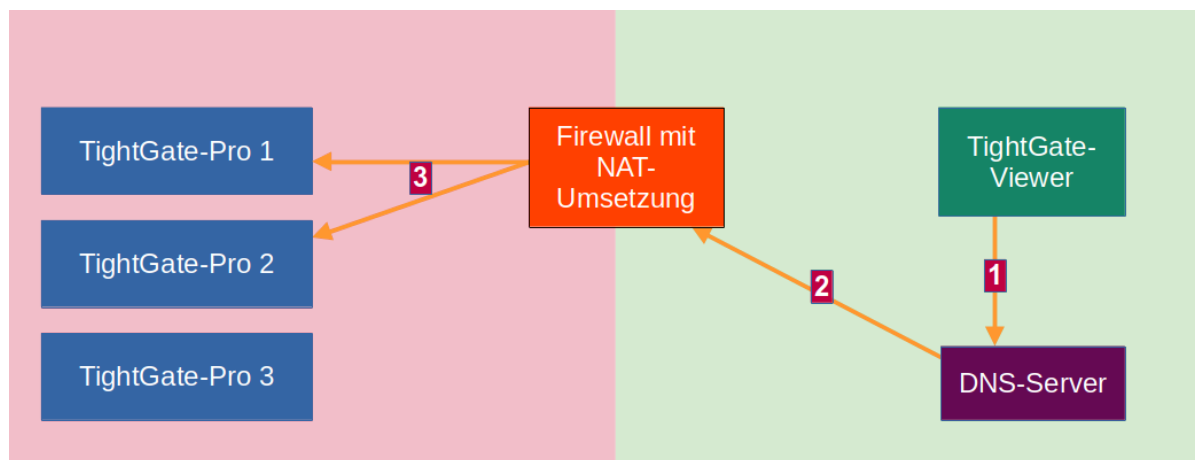 TightGate-Pro 1
TightGate-Pro 2
TightGate-Pro 3
3
Firewall mit
NAT-
Umsetzung
2
TightGate-
Viewer
1
DNS-Server